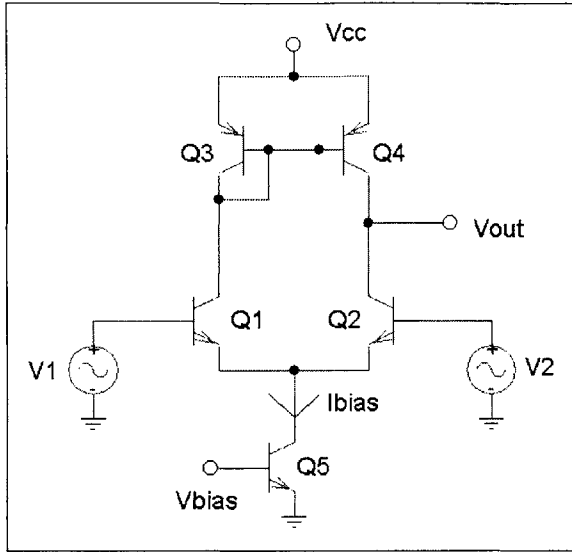 Vcc
Q3
Q4
Vout
Q1
Q2
V1
+
-
V2
+
-
Ibias
Q5
Vbias